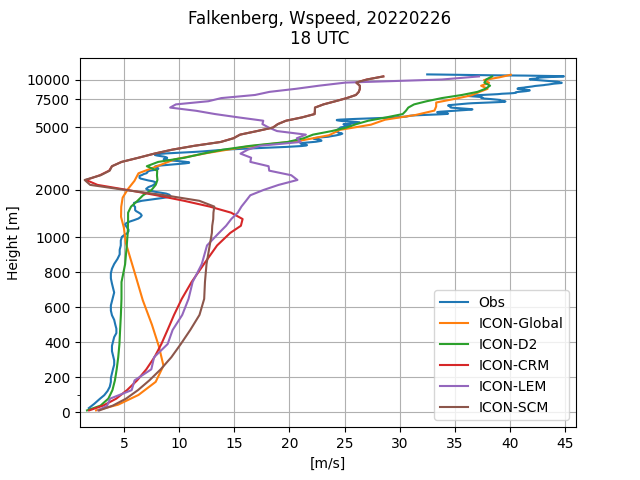 Falkenberg, Wspeed, 20220226
18 UTC
Height [m]
10000
7500
5000
2000
1000
800
600
400
200
0
5 10 15 20 25 30 35 40 45
[m/s]
Obs
ICON-Global
ICON-D2
ICON-CRM
ICON-LEM
ICON-SCM